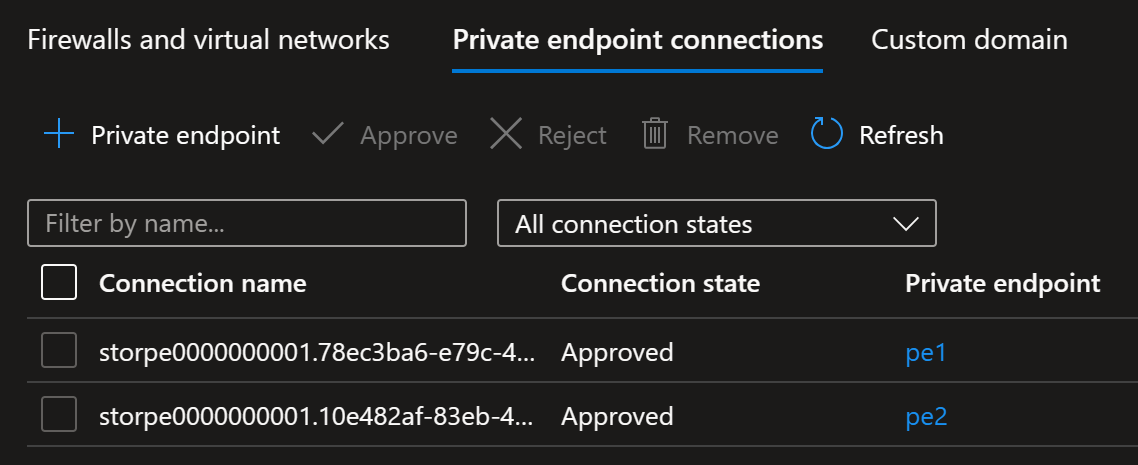 Firewalls and virtual networks Private endpoint connections Custom domain
Private endpoint Approve Reject Remove Refresh
Filter by name... All connection states
Connection name Connection state Private endpoint
storpe0000000001.78ec3ba6-e79c-4... Approved pe1
storpe0000000001.10e482af-83eb-4... Approved pe2